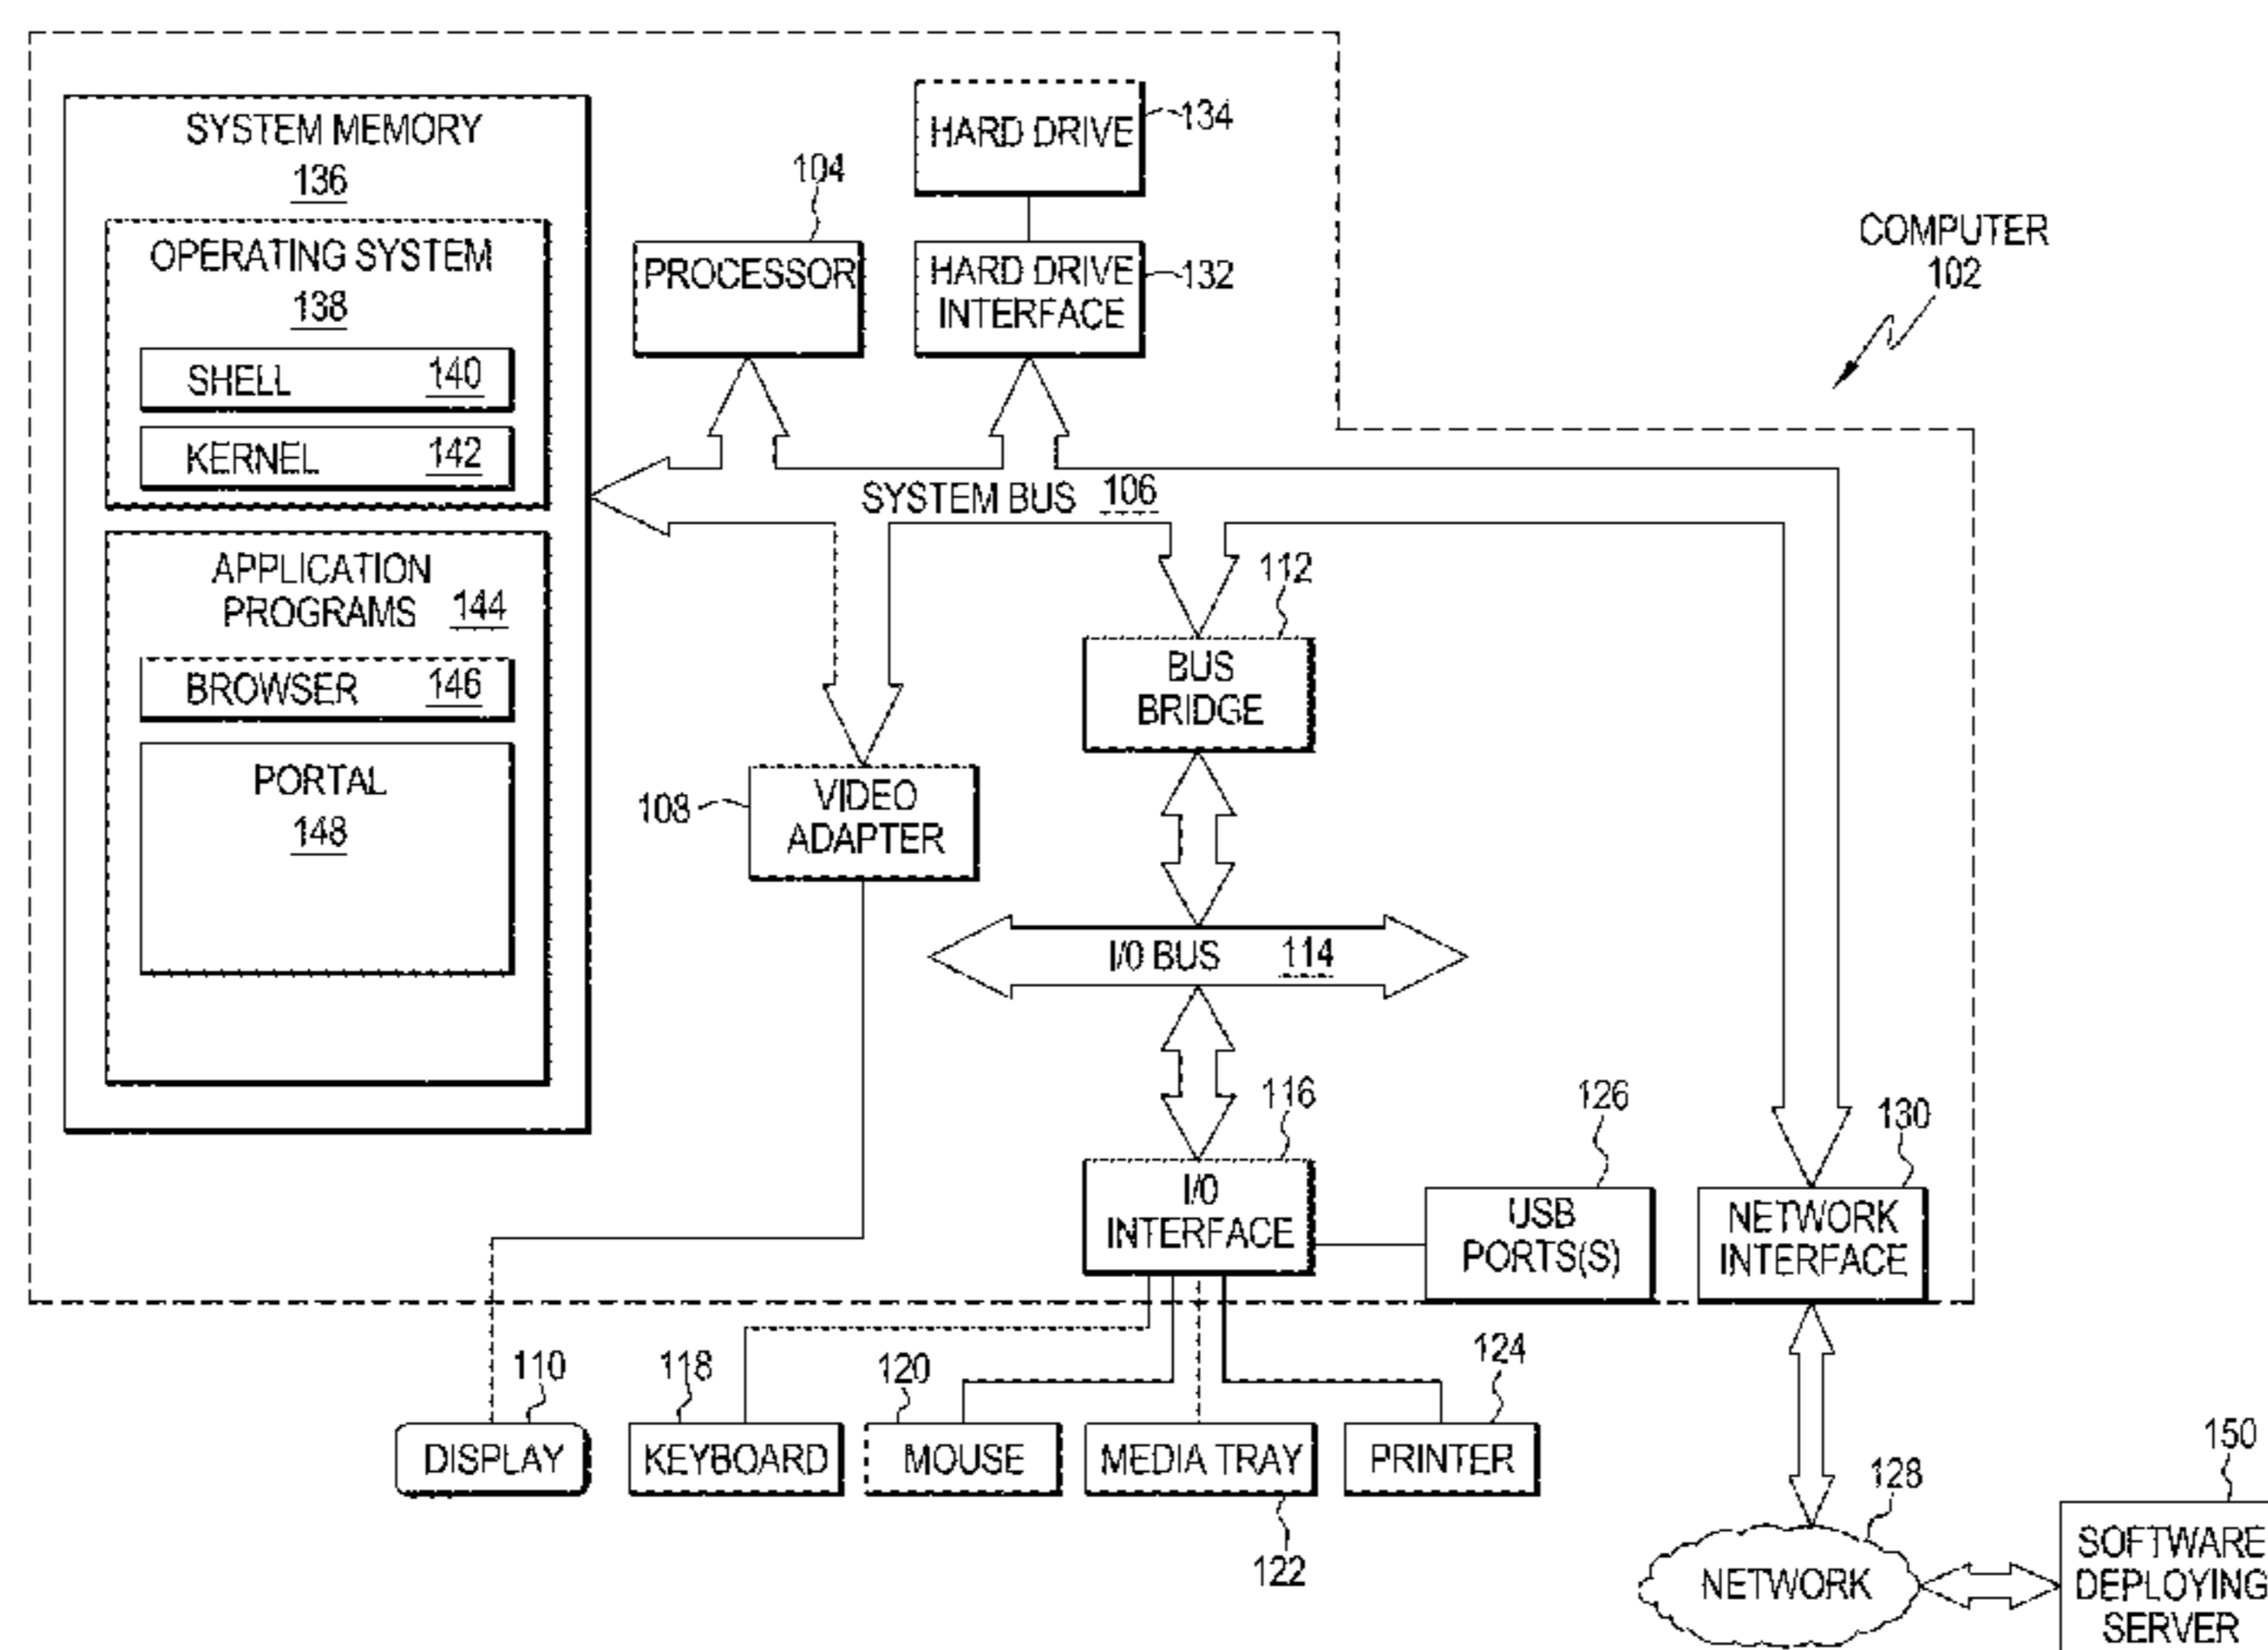 SYSTEM MEMORY
136
OPERATING SYSTEM
138
SHELL 140
KERNEL 142
APPLICATION
PROGRAMS 144
BROWSER 146
PORTAL
148
HARD DRIVE
134
104
PROCESSOR
HARD DRIVE
INTERFACE
132
COMPUTER
102
SYSTEM BUS 106
112
BUS
BRIDGE
108
VIDEO
ADAPTER
I/O BUS 114
116
I/O
INTERFACE
126
USB
PORTS(S)
130
NETWORK
INTERFACE
110
DISPLAY
118
KEYBOARD
120
MOUSE
MEDIA TRAY
122
124
PRINTER
128
NETWORK
150
SOFTWARE
DEPLOYING
SERVER